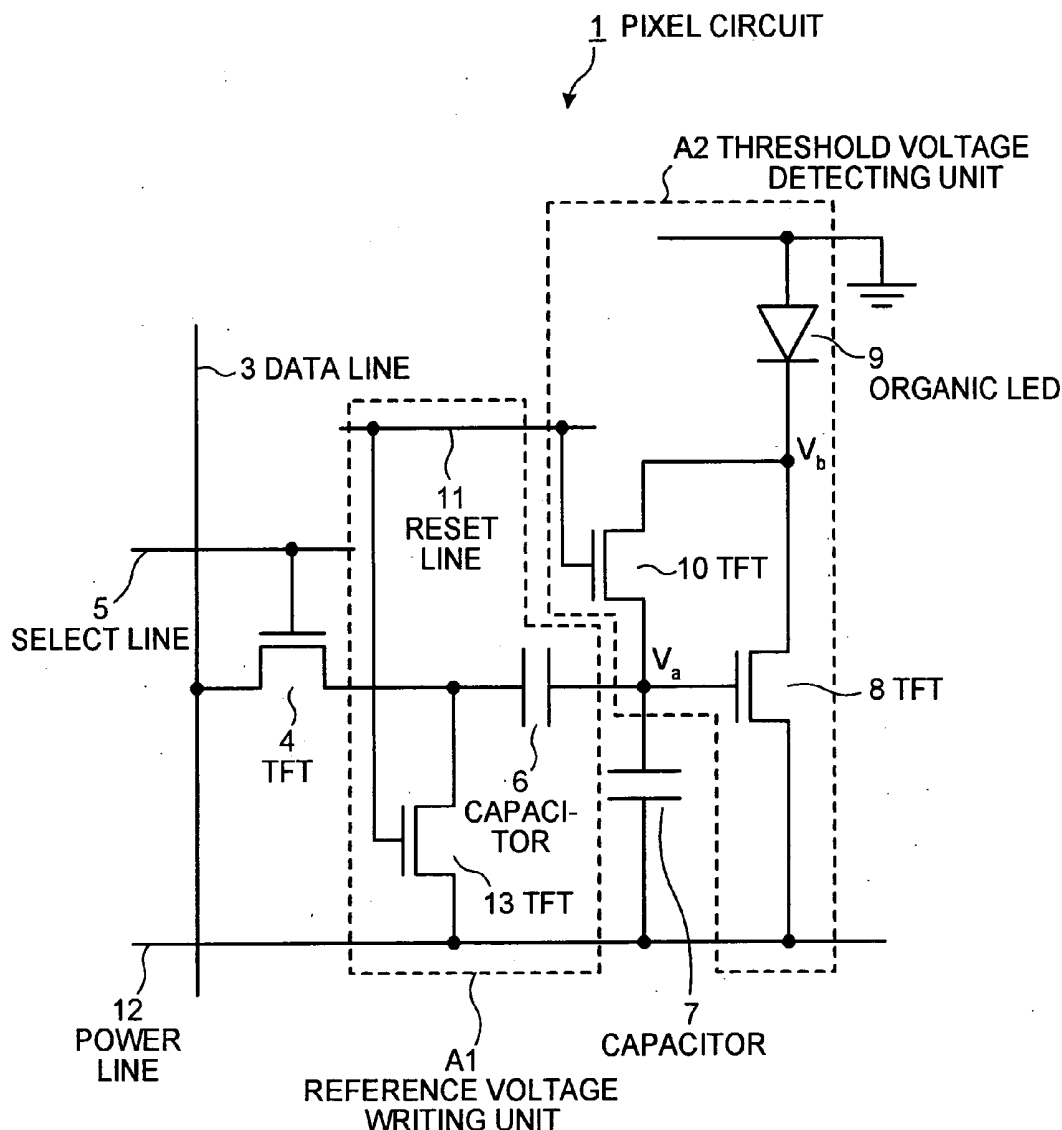 1 PIXEL CIRCUIT
A2 THRESHOLD VOLTAGE
DETECTING UNIT
3 DATA LINE
9
ORGANIC LED
Vb
11
RESET
LINE
10 TFT
5
SELECT LINE
Va
8 TFT
4
TFT
6
CAPACI-
TOR
13 TFT
12
POWER
LINE
7
CAPACITOR
A1
REFERENCE VOLTAGE
WRITING UNIT